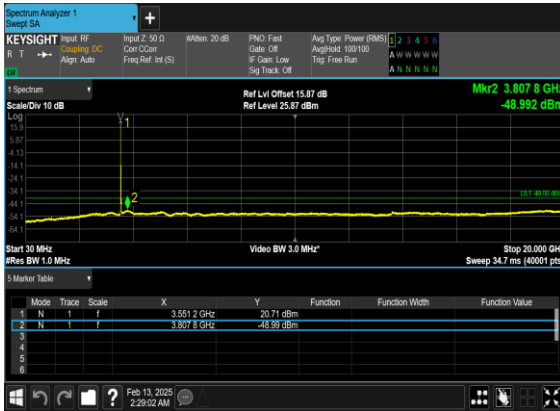 Spectrum Analyzer 1
Swept SA
+
KEYSIGHT Input: RF Input Z: 50 Ω #Atten: 20 dB PNO: Fast Avg Type: Power (RMS) 1 2 3 4 5 6
R T Coupling: DC Corr CCorr Gate: Off Avg|Hold: 100/100 A W W W W W
Align: Auto Freq Ref: Int (S) IF Gain: Low Trig: Free Run
Sig Track: Off A N N N N N
1 Spectrum Ref Lvl Offset 15.87 dB Mkr2 3.807 8 GHz
Scale/Div 10 dB Ref Level 25.87 dBm -48.992 dBm
Log
15.9
5.87
-4.13
-14.1
-24.1
-34.1
-44.1
-54.1
-64.1
1
2
DL1 -40.00 dBm
Start 30 MHz Video BW 3.0 MHz* Stop 20.000 GHz
#Res BW 1.0 MHz Sweep 34.7 ms (40001 pts)
5 Marker Table
Mode Trace Scale X Y Function Function Width Function Value
1 N 1 f 3.551 2 GHz 20.71 dBm
2 N 1 f 3.807 8 GHz -48.99 dBm
3
4
5
6
? Feb 13, 2025
2:29:02 AM